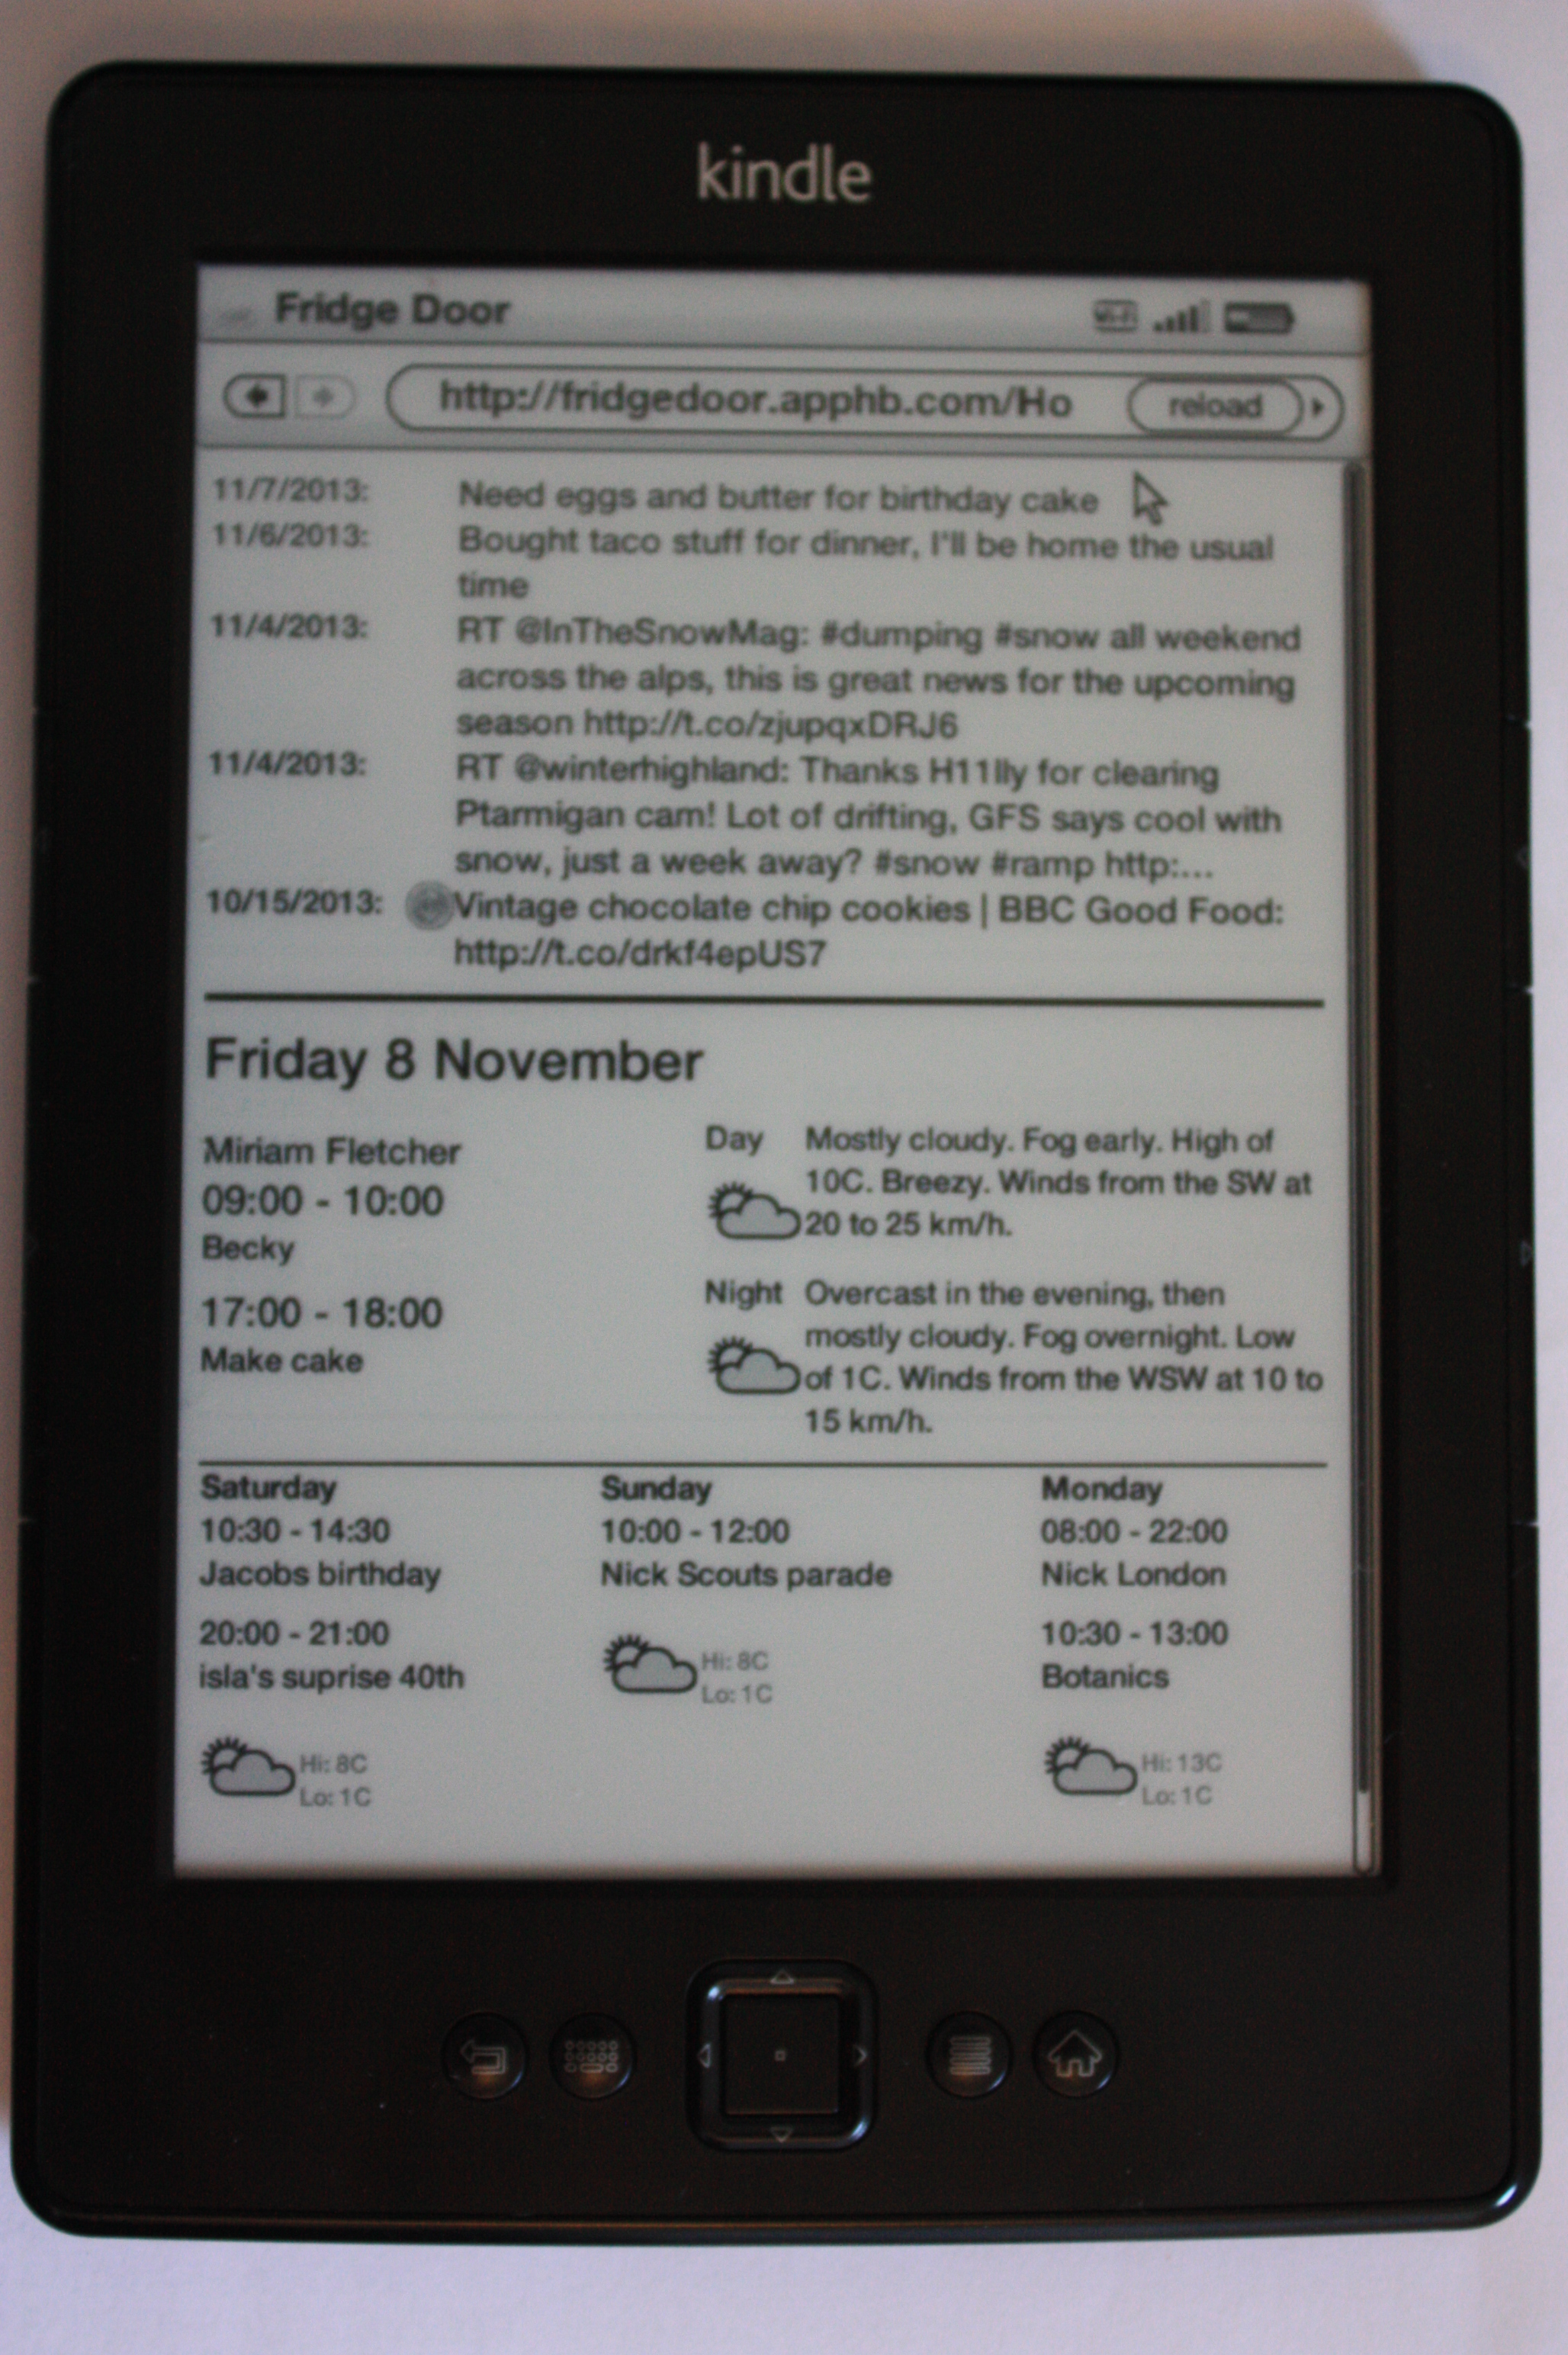 kindle
Fridge Door
Wi-Fi
http://fridgedoor.apphb.com/Ho
reload
11/7/2013: Need eggs and butter for birthday cake
11/6/2013: Bought taco stuff for dinner, I'll be home the usual
time
11/4/2013: RT @InTheSnowMag: #dumping #snow all weekend
across the alps, this is great news for the upcoming
season http://t.co/zjupqxDRJ6
11/4/2013: RT @winterhighland: Thanks H11lly for clearing
Ptarmigan cam! Lot of drifting, GFS says cool with
snow, just a week away? #snow #ramp http:...
10/15/2013: Vintage chocolate chip cookies | BBC Good Food:
http://t.co/drkf4epUS7
Friday 8 November
Miriam Fletcher
09:00 - 10:00
Becky
17:00 - 18:00
Make cake
Day Mostly cloudy. Fog early. High of
10C. Breezy. Winds from the SW at
20 to 25 km/h.
Night Overcast in the evening, then
mostly cloudy. Fog overnight. Low
of 1C. Winds from the WSW at 10 to
15 km/h.
Saturday
10:30 - 14:30
Jacobs birthday
20:00 - 21:00
isla's suprise 40th
Hi: 8C
Lo: 1C
Sunday
10:00 - 12:00
Nick Scouts parade
Hi: 8C
Lo: 1C
Monday
08:00 - 22:00
Nick London
10:30 - 13:00
Botanics
Hi: 13C
Lo: 1C